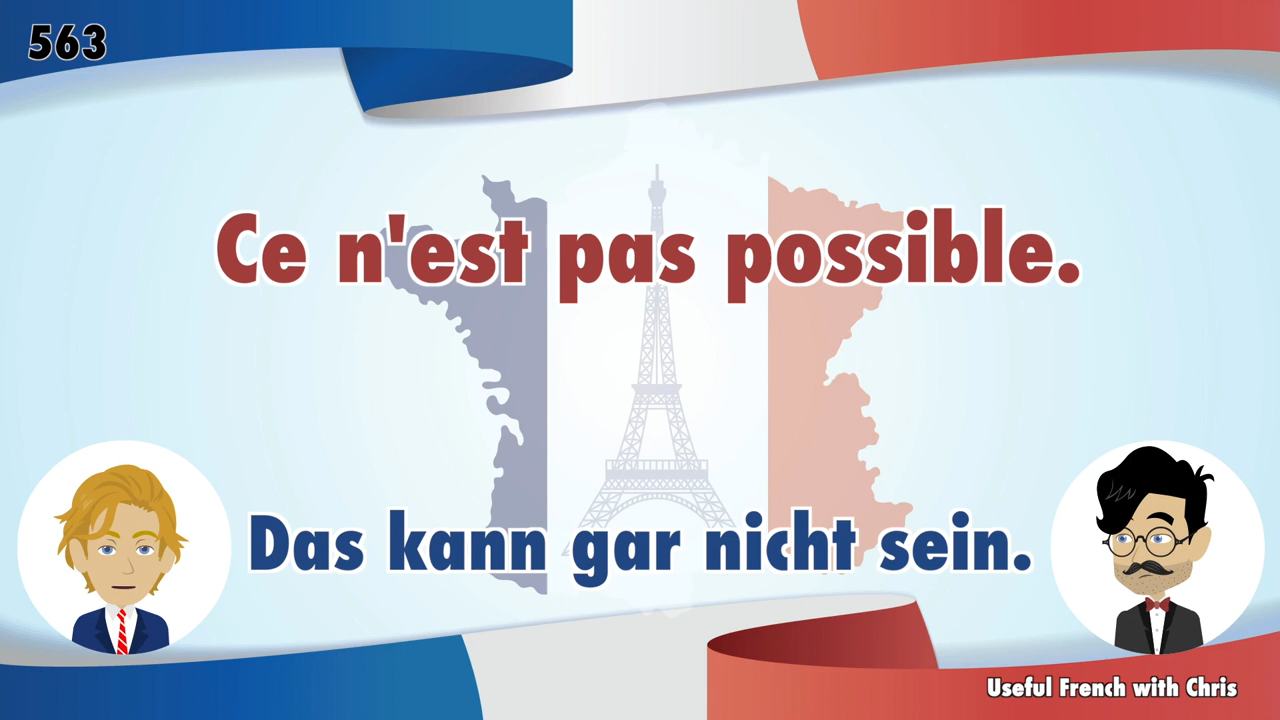 563
Ce n'est pas possible.
Das kann gar nicht sein.
Useful French with Chris